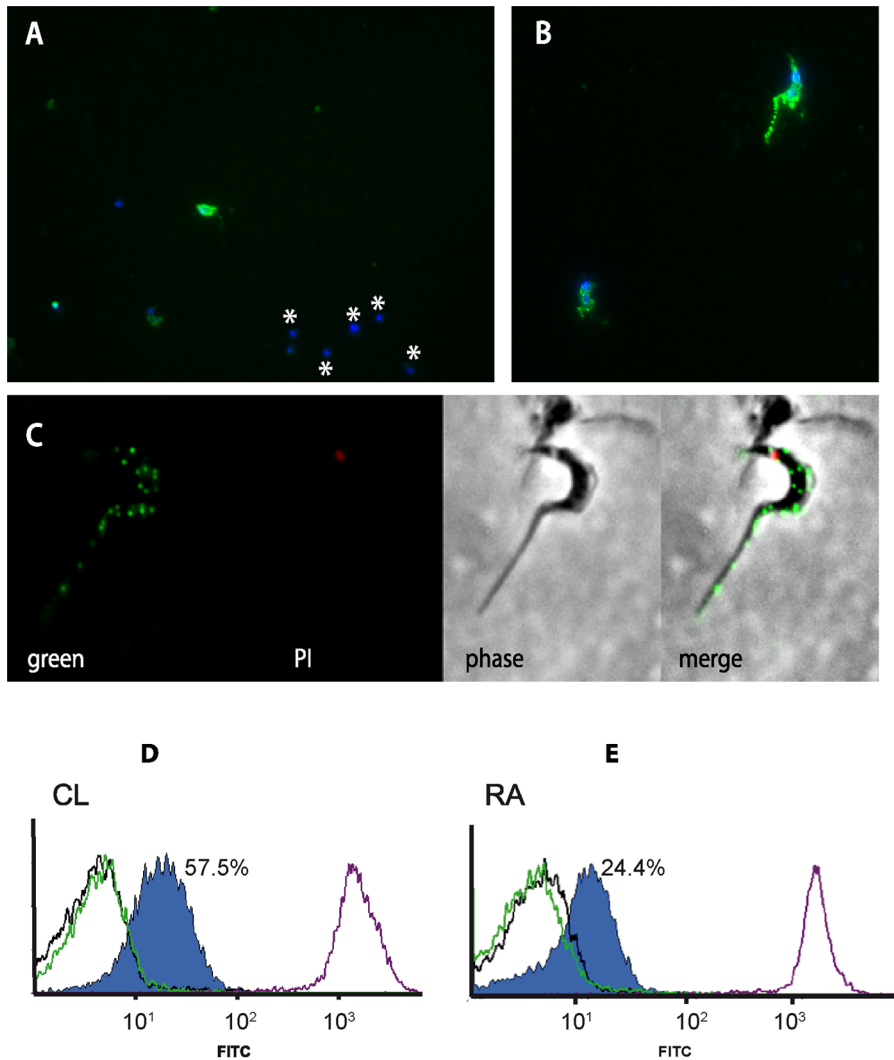 A
B
*
*
*
*
*
C
green
PI
phase
merge
D
E
CL
RA
57.5%
24.4%
10¹ 10² 10³
10¹ 10² 10³
FITC
FITC